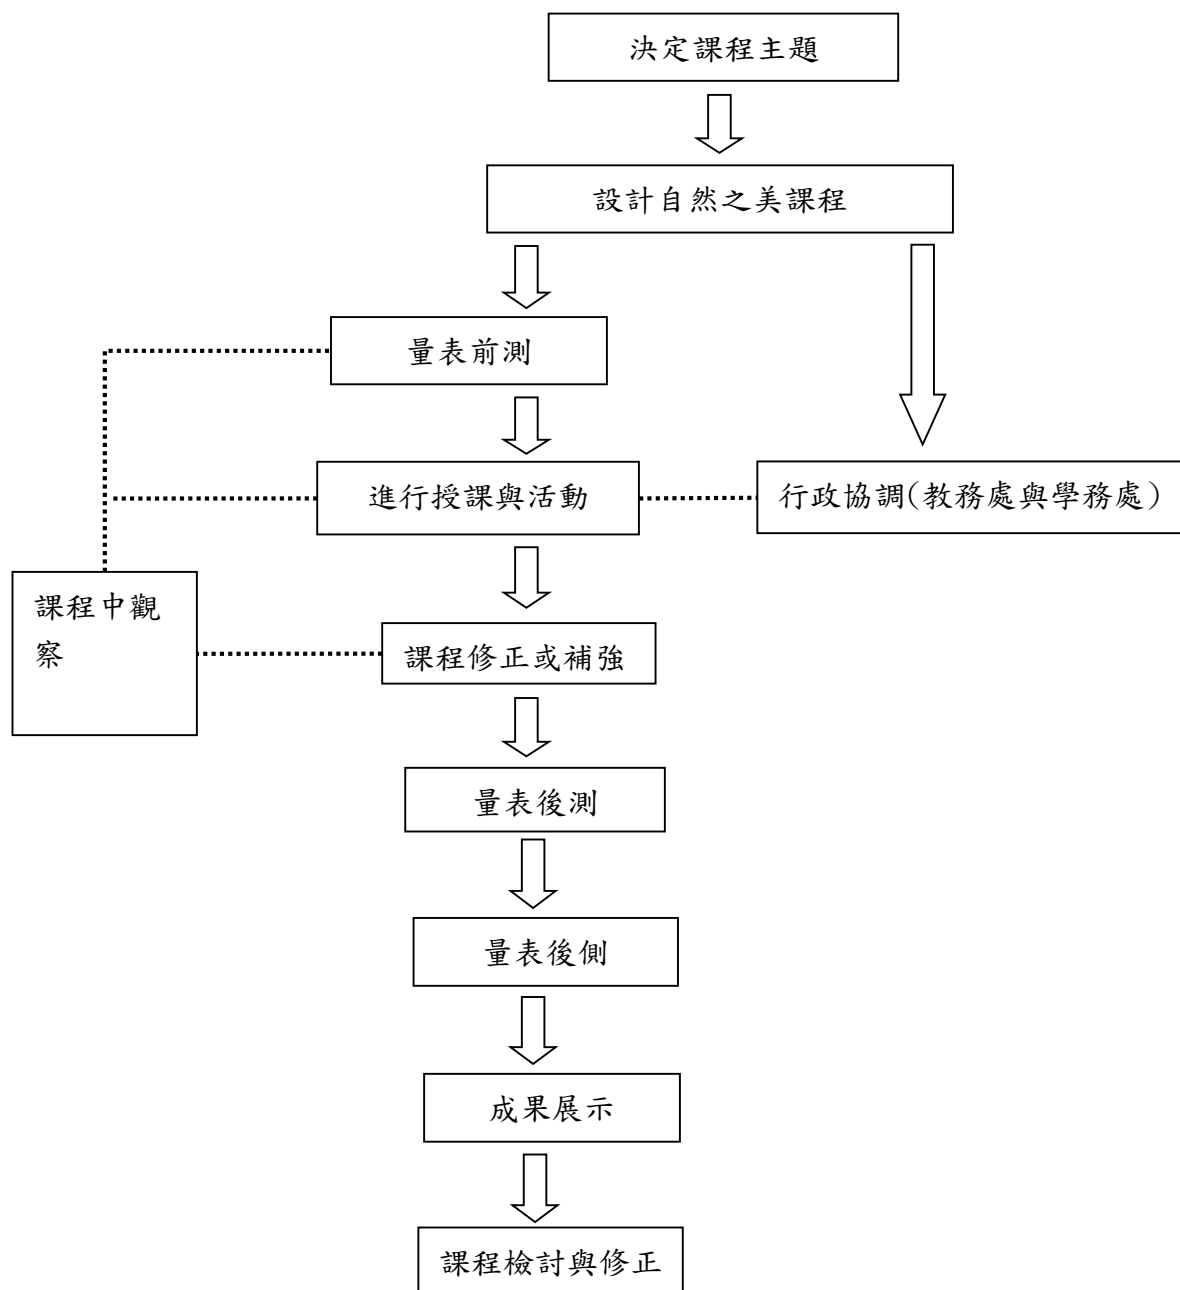 決定課程主題
設計自然之美課程
量表前測
進行授課與活動
行政協調(教務處與學務處)
課程中觀
察
課程修正或補強
量表後測
量表後側
成果展示
課程檢討與修正